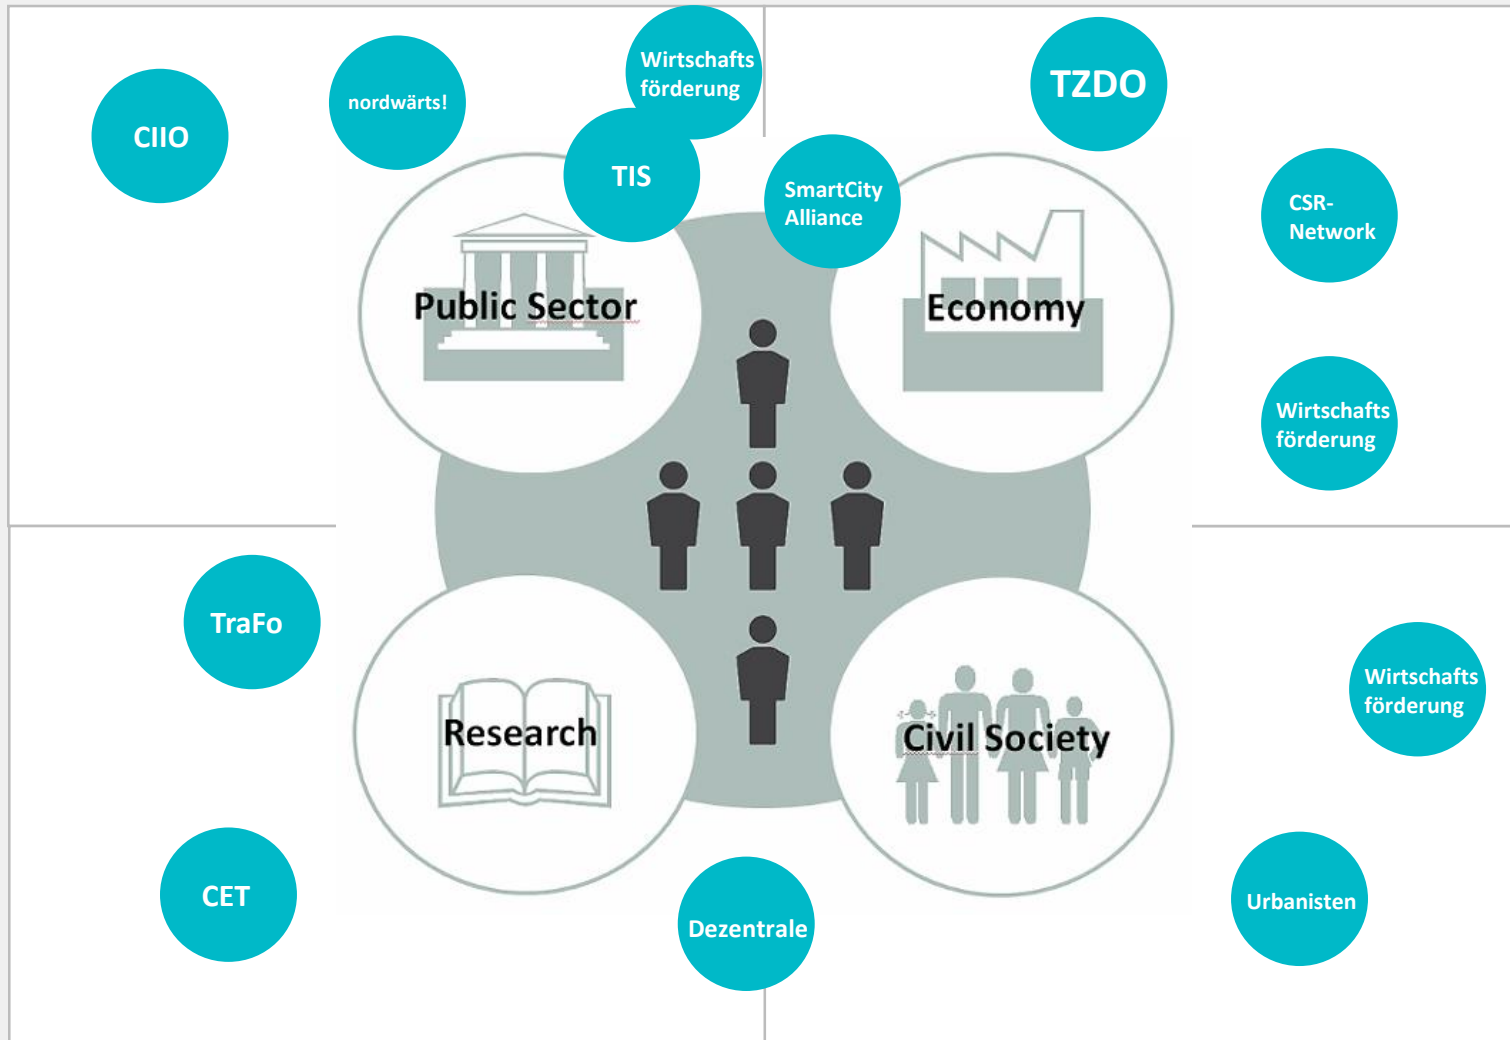 CIIO
nordwärts!
Wirtschafts
förderung
TIS
TZDO
SmartCity
Alliance
CSR-
Network
Public Sector
Economy
Wirtschafts
förderung
TraFo
Research
Civil Society
Wirtschafts
förderung
CET
Dezentrale
Urbanisten